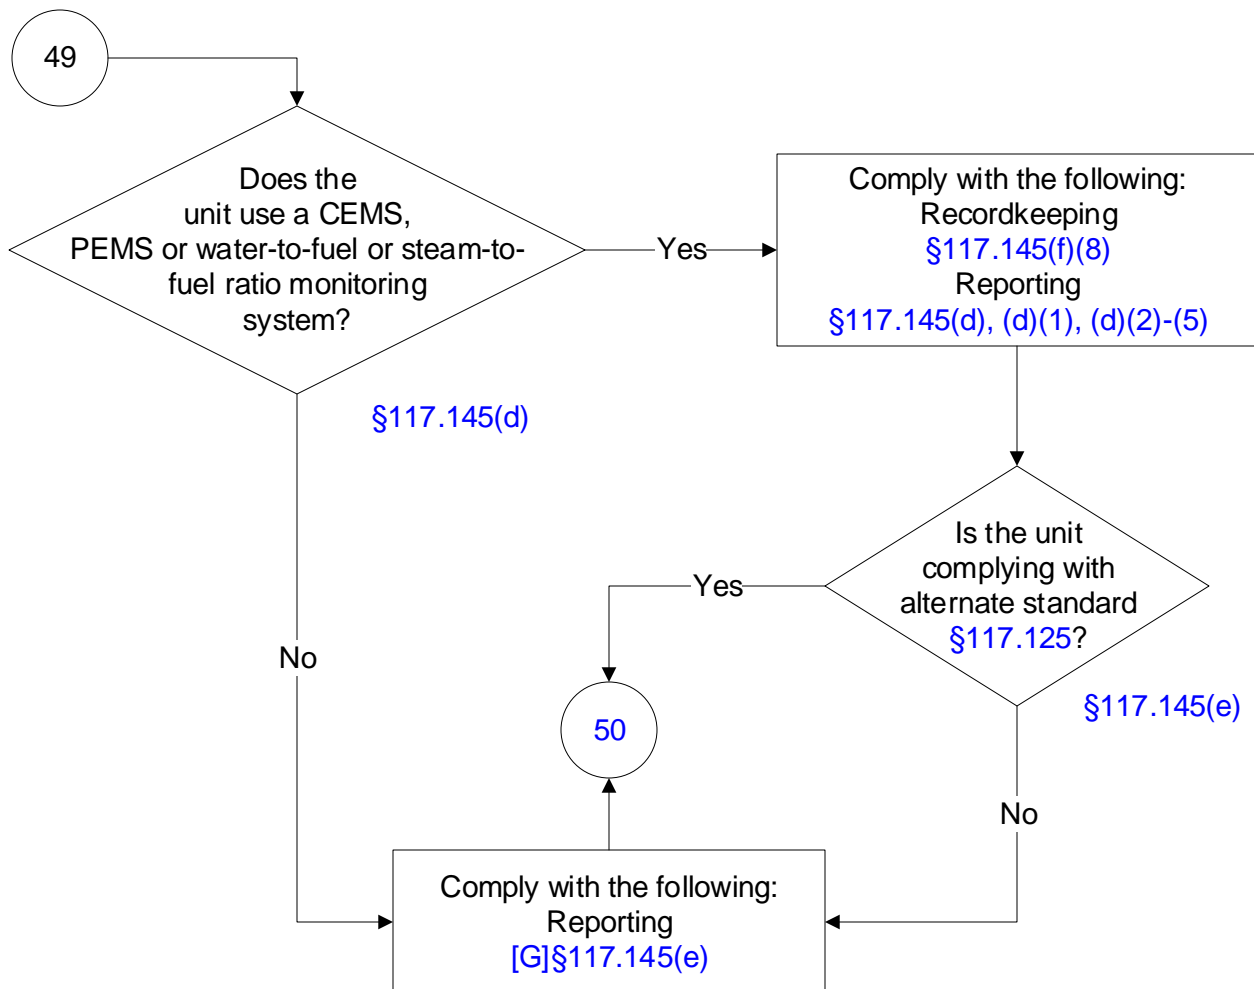 49
Does the
unit use a CEMS,
PEMS or water-to-fuel or steam-to-
fuel ratio monitoring
system?
§117.145(d)
Yes
Comply with the following:
Recordkeeping
§117.145(f)(8)
Reporting
§117.145(d), (d)(1), (d)(2)-(5)
Is the unit
complying with
alternate standard
§117.125?
§117.145(e)
Yes
No
No
50
Comply with the following:
Reporting
[G]§117.145(e)